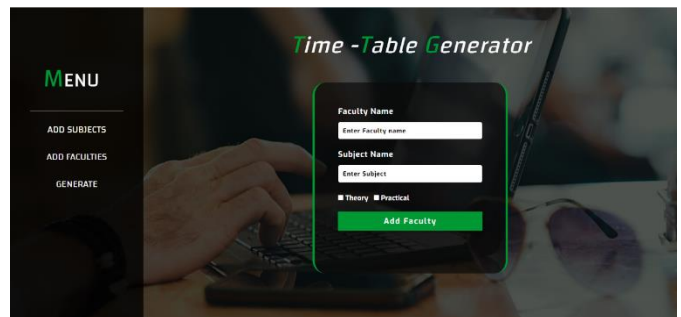 Time -Table Generator
MENU
ADD SUBJECTS
ADD FACULTIES
GENERATE
Faculty Name
Enter Faculty name
Subject Name
Enter Subject
Theory Practical
Add Faculty